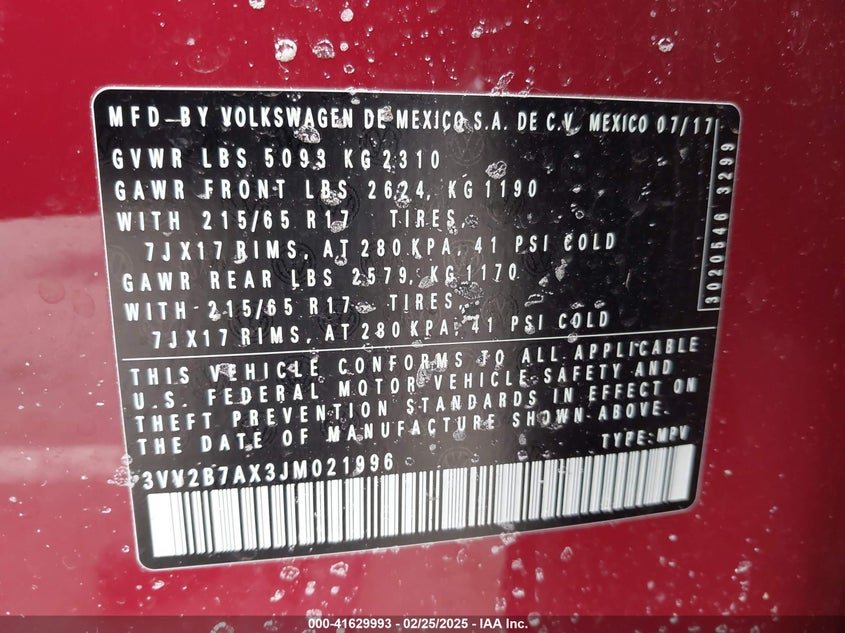 MFD-BY VOLKSWAGEN DE MEXICO S.A. DE C.V. MEXICO 07/17
GVWR LBS 5093 KG 2310
GAWR FRONT LBS 2624, KG 1190
WITH 215/65 R17 TIRES,
7JX17 RIMS, AT 280 KPA, 41 PSI COLD
GAWR REAR LBS 2579, KG 1170
WITH 215/65 R17 TIRES,
7JX17 RIMS, AT 280 KPA, 41 PSI COLD
3020546 3299
THIS VEHICLE CONFORMS TO ALL APPLICABLE
U.S. FEDERAL MOTOR VEHICLE SAFETY AND
THEFT PREVENTION STANDARDS IN EFFECT ON
THE DATE OF MANUFACTURE SHOWN ABOVE.
3VV2B7AX3JM021996 TYPE: MPV
000-41629993 - 02/25/2025 - IAA Inc.